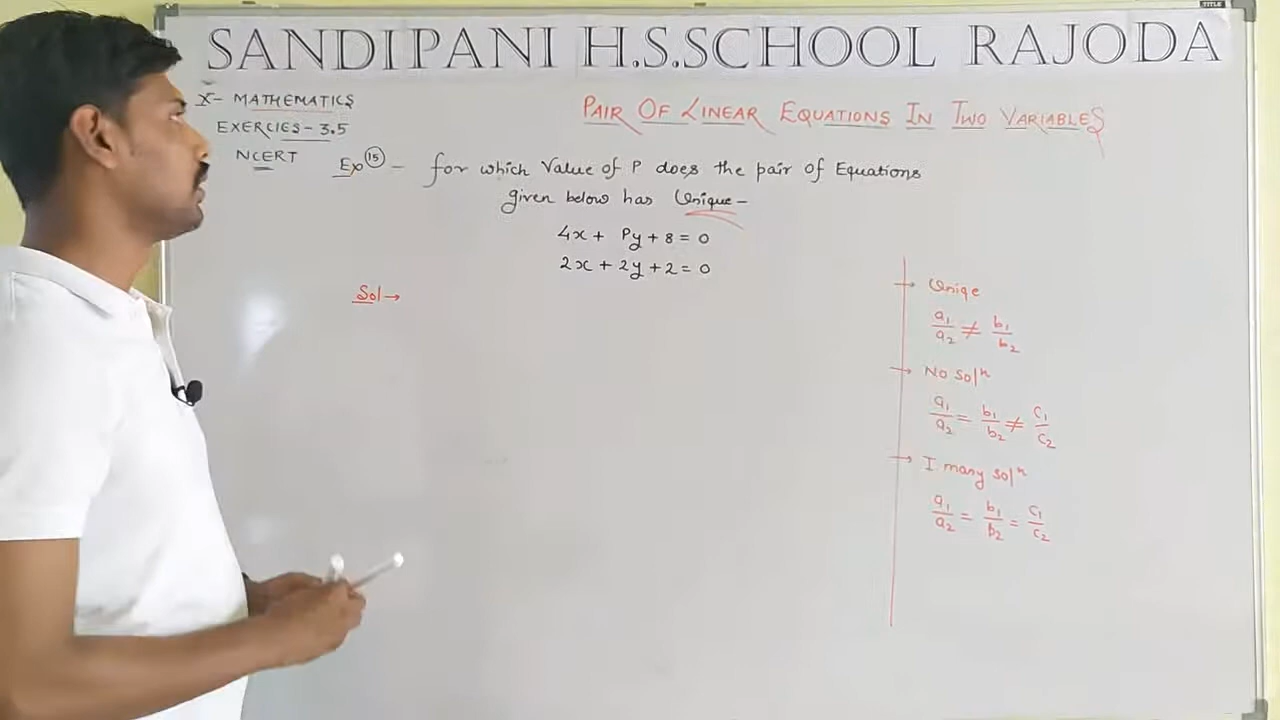 SANDIPANI H.S.SCHOOL RAJODA
X- MATHEMATICS
EXERCIES - 3.5
NCERT
PAIR OF LINEAR EQUATIONS IN TWO VARIABLES
Ex (15) - for which Value of P does the pair of Equations
given below has Unique -
4x + Py + 8 = 0
2x + 2y + 2 = 0
Sol →
→ Uniqe
a₁/a₂ ≠ b₁/b₂
→ No solⁿ
a₁/a₂ = b₁/b₂ ≠ c₁/c₂
→ I many solⁿ
a₁/a₂ = b₁/b₂ = c₁/c₂
TITLE